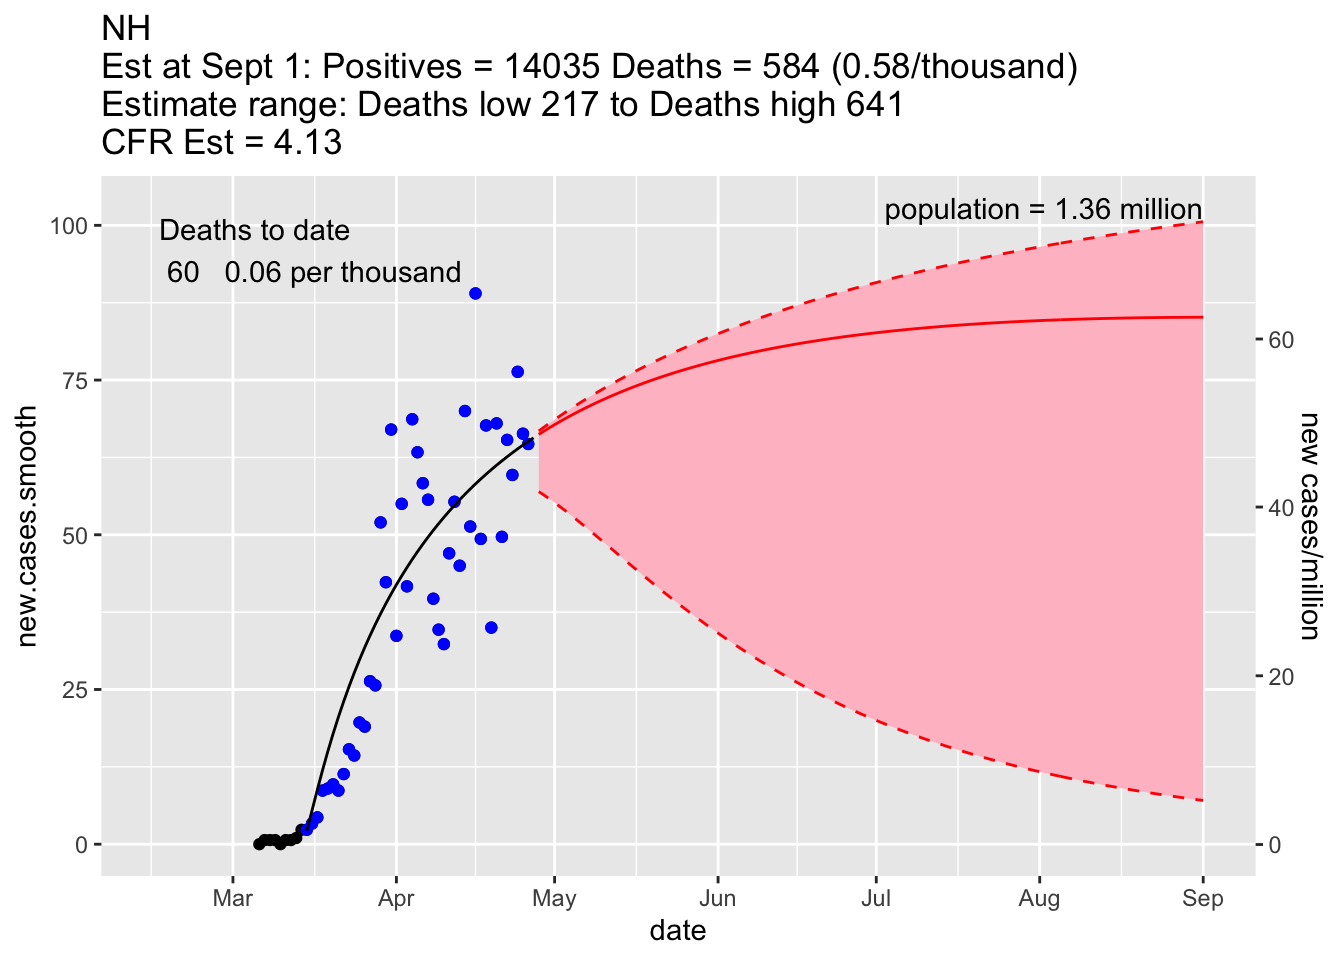 NH
Est at Sept 1: Positives = 14035 Deaths = 584 (0.58/thousand)
Estimate range: Deaths low 217 to Deaths high 641
CFR Est = 4.13
Deaths to date
60 0.06 per thousand
population = 1.36 million
new.cases.smooth
100
75
50
25
0
new cases/million
60
40
20
0
Mar Apr May Jun Jul Aug Sep
date